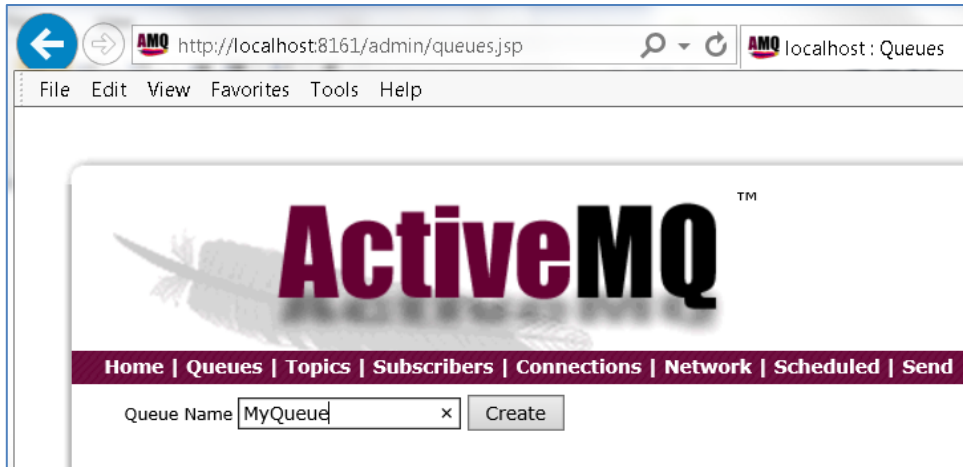 AMQ http://localhost:8161/admin/queues.jsp AMQ localhost : Queues
File Edit View Favorites Tools Help
ActiveMQ ™
Home | Queues | Topics | Subscribers | Connections | Network | Scheduled | Send
Queue Name MyQueue × Create